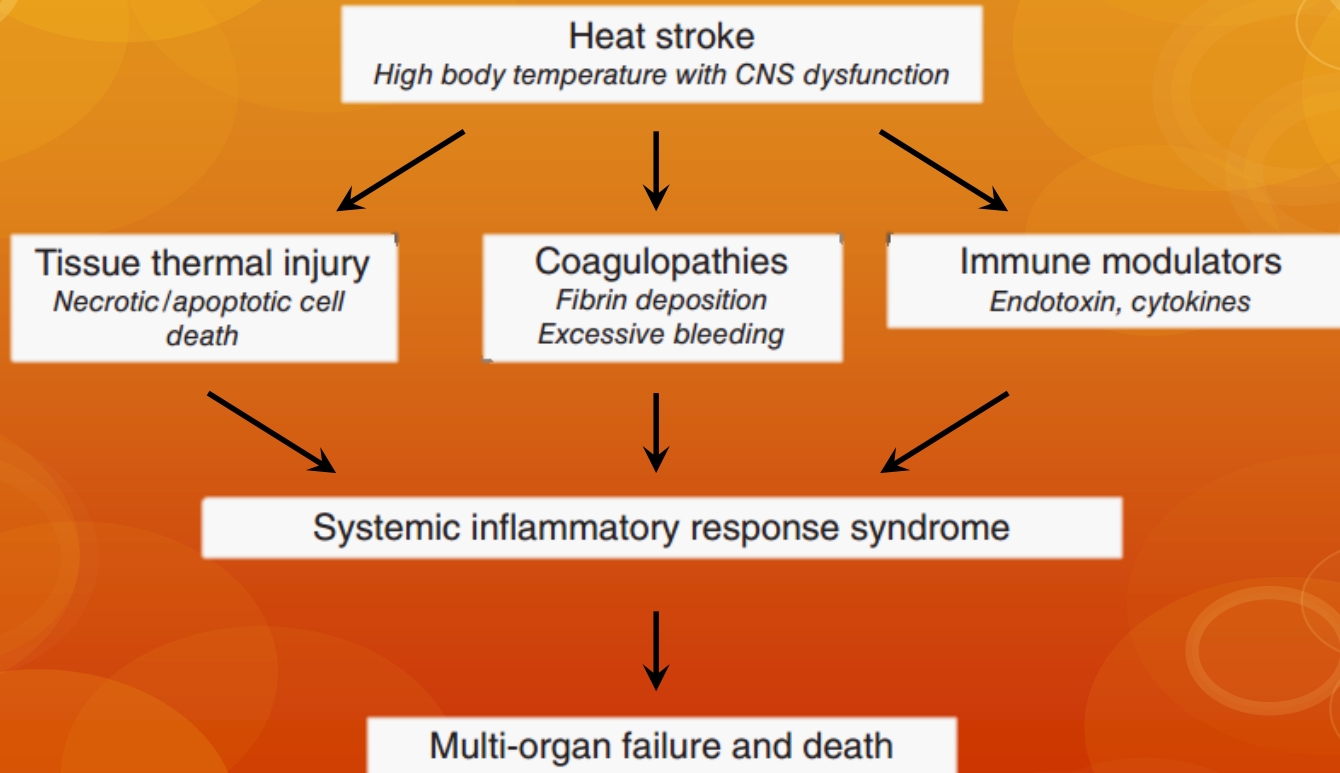 Heat stroke
High body temperature with CNS dysfunction
Tissue thermal injury
Necrotic/apoptotic cell
death
Coagulopathies
Fibrin deposition
Excessive bleeding
Immune modulators
Endotoxin, cytokines
Systemic inflammatory response syndrome
Multi-organ failure and death